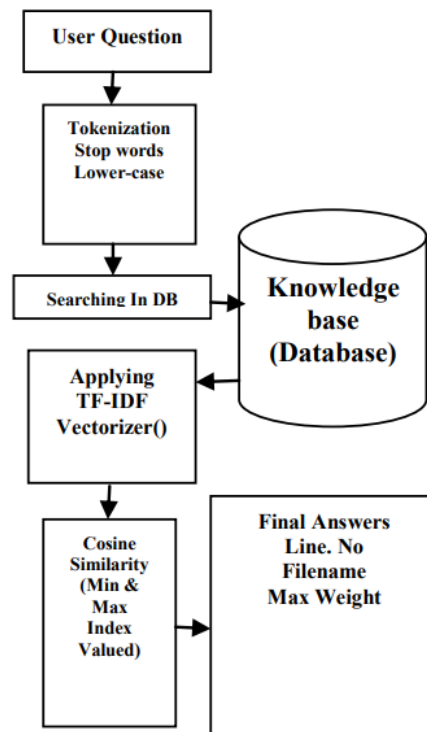 User Question
Tokenization
Stop words
Lower-case
Searching In DB
Knowledge
base
(Database)
Applying
TF-IDF
Vectorizer()
Cosine
Similarity
(Min &
Max
Index
Valued)
Final Answers
Line. No
Filename
Max Weight